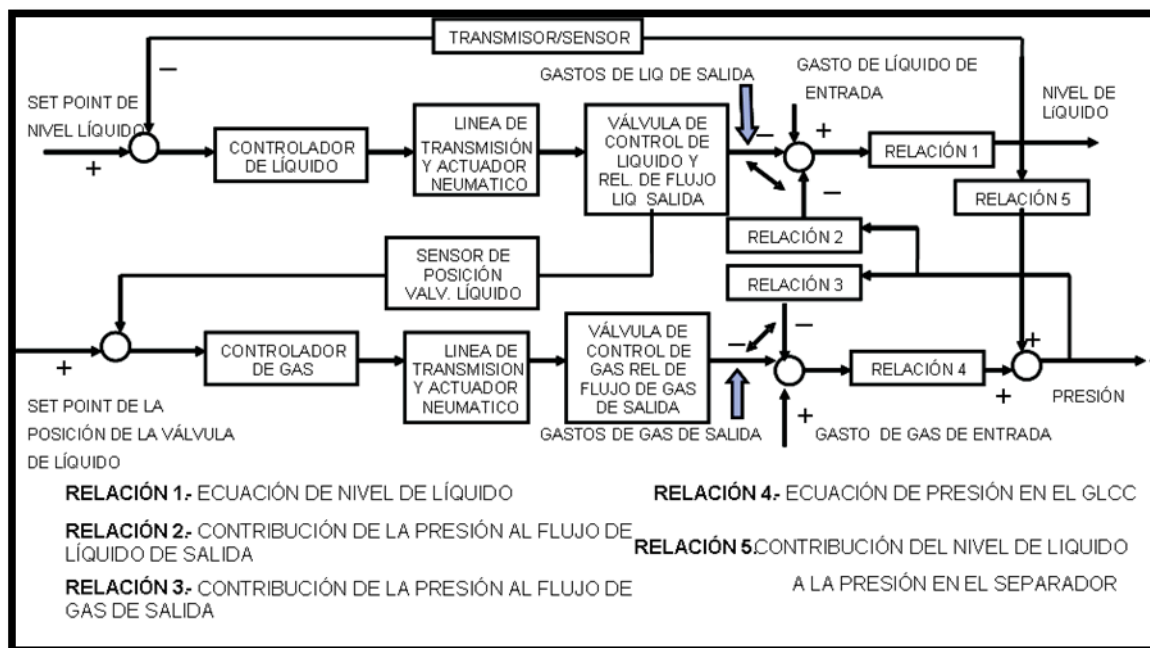 TRANSMISOR/SENSOR
−
GASTOS DE LIQ DE SALIDA
GASTO DE LÍQUIDO DE
ENTRADA
NIVEL DE
LíQUIDO
SET POINT DE
NIVEL LÍQUIDO
+
CONTROLADOR
DE LÍQUIDO
LINEA DE
TRANSMISIÓN
Y ACTUADOR
NEUMATICO
VÁLVULA DE
CONTROL DE
LIQUIDO Y
REL. DE FLUJO
LIQ SALIDA
−
+
−
RELACIÓN 1
RELACIÓN 5
RELACIÓN 2
SENSOR DE
POSICIÓN
VALV. LÍQUIDO
RELACIÓN 3
+
CONTROLADOR
DE GAS
LINEA DE
TRANSMISION
Y ACTUADOR
NEUMATICO
VÁLVULA DE
CONTROL DE
GAS REL DE
FLUJO DE GAS
DE SALIDA
−
−
+
RELACIÓN 4
+
+
PRESIÓN
SET POINT DE LA
POSICIÓN DE LA VÁLVULA
DE LÍQUIDO
GASTOS DE GAS DE SALIDA
GASTO DE GAS DE ENTRADA
RELACIÓN 1.- ECUACIÓN DE NIVEL DE LÍQUIDO
RELACIÓN 2.- CONTRIBUCIÓN DE LA PRESIÓN AL FLUJO DE
LÍQUIDO DE SALIDA
RELACIÓN 3.- CONTRIBUCIÓN DE LA PRESIÓN AL FLUJO DE
GAS DE SALIDA
RELACIÓN 4.- ECUACIÓN DE PRESIÓN EN EL GLCC
RELACIÓN 5.CONTRIBUCIÓN DEL NIVEL DE LIQUIDO
A LA PRESIÓN EN EL SEPARADOR